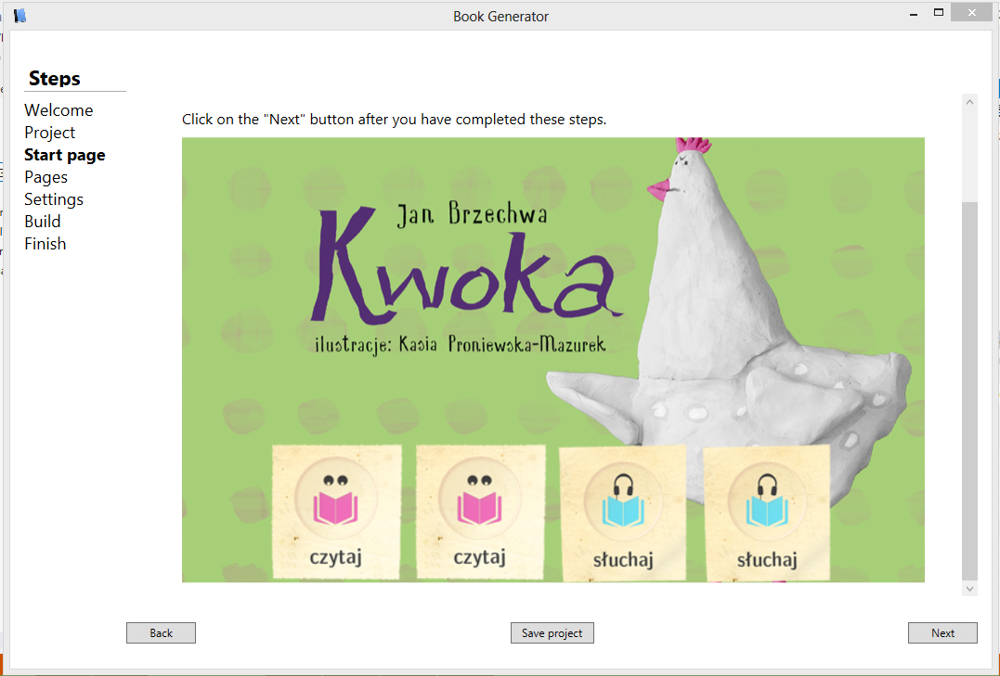 Book Generator
Steps
Welcome
Project
Start page
Pages
Settings
Build
Finish
Click on the "Next" button after you have completed these steps.
Jan Brzechwa
Kwoka
ilustracje: Kasia Proniewska-Mazurek
czytaj czytaj słuchaj słuchaj
Back Save project Next